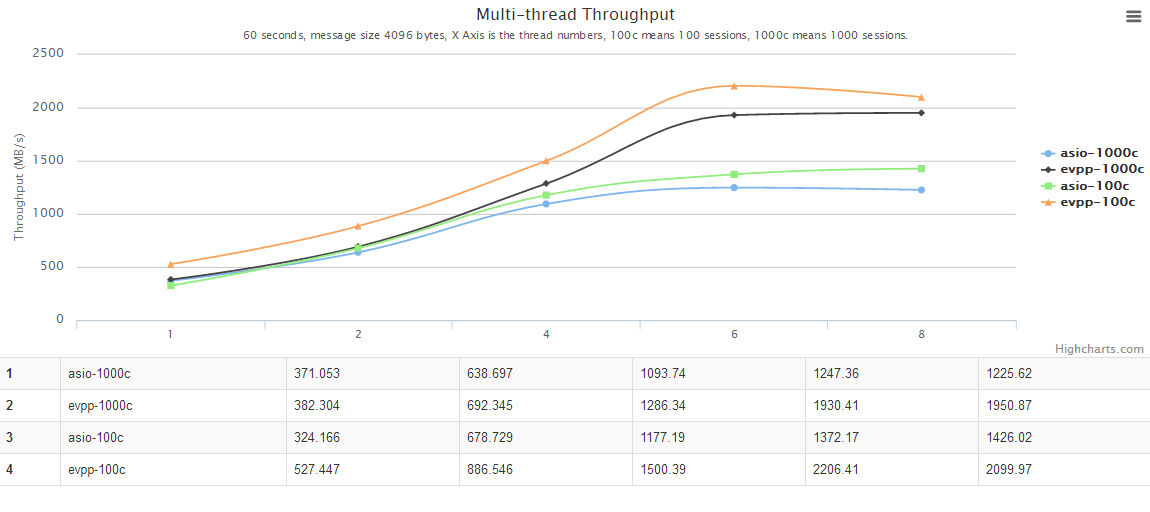 Multi-thread Throughput
60 seconds, message size 4096 bytes, X Axis is the thread numbers, 100c means 100 sessions, 1000c means 1000 sessions.
Throughput (MB/s)
2500
2000
1500
1000
500
0
1 2 4 6 8
asio-1000c
evpp-1000c
asio-100c
evpp-100c
Highcharts.com
1 asio-1000c 371.053 638.697 1093.74 1247.36 1225.62
2 evpp-1000c 382.304 692.345 1286.34 1930.41 1950.87
3 asio-100c 324.166 678.729 1177.19 1372.17 1426.02
4 evpp-100c 527.447 886.546 1500.39 2206.41 2099.97